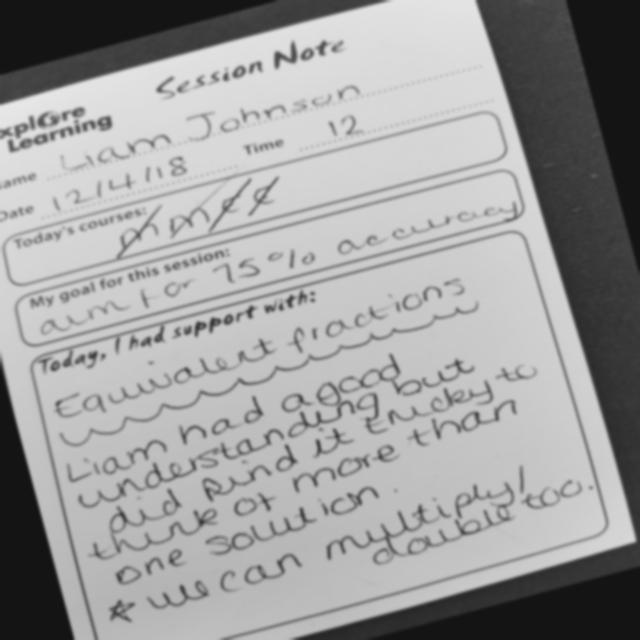 Session Note
Explore
Learning
Name Liam Johnson
Date 12/4/18 Time 12
Today's courses: m m € €
My goal for this session:
aim for 75% accuracy
Today, I had support with:
Equivalent fractions
Liam had a good
understanding but
did find it tricky to
think of more than
one solution.
* we can multiply/
double too.